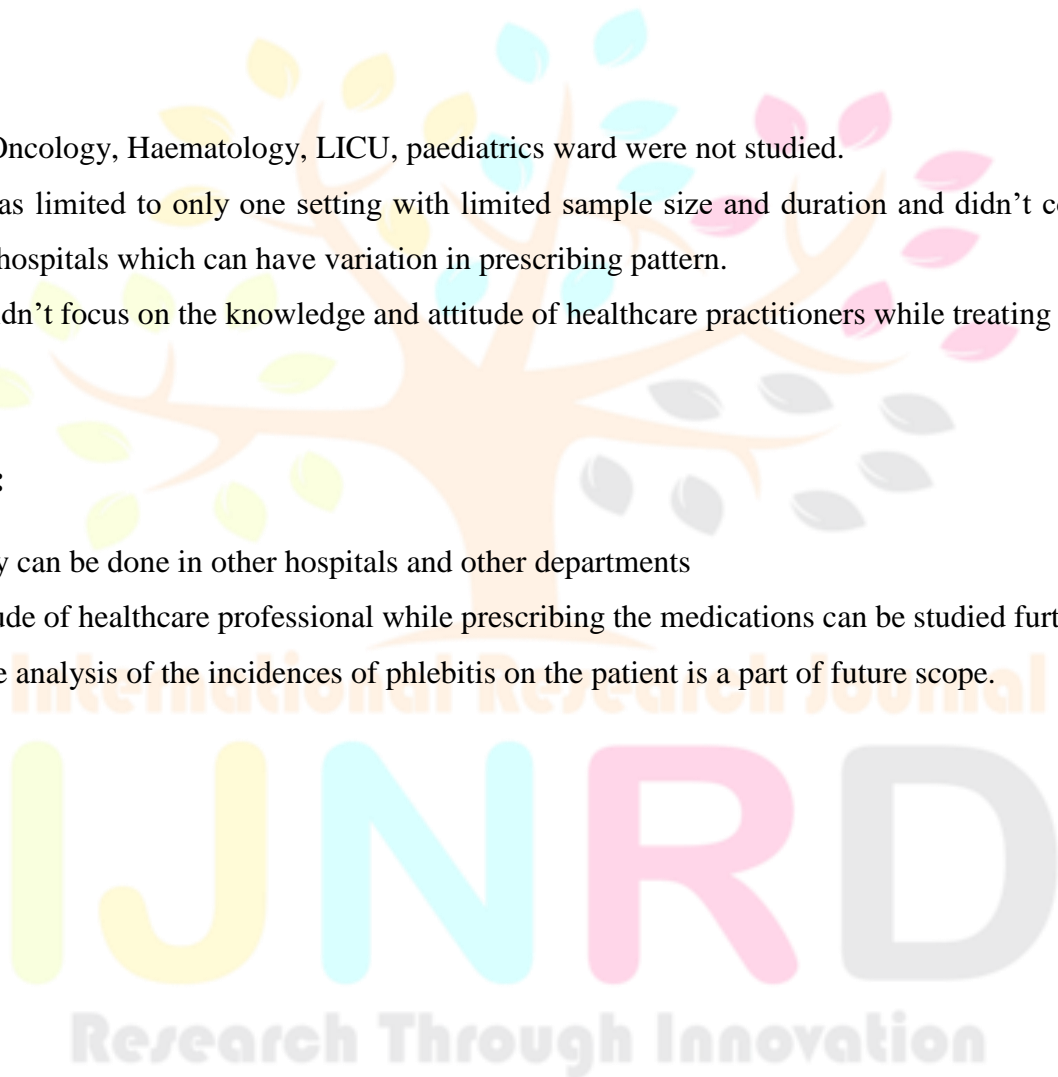 Oncology, Haematology, LICU, paediatrics ward were not studied.
as limited to only one setting with limited sample size and duration and didn’t
hospitals which can have variation in prescribing pattern.
didn’t focus on the knowledge and attitude of healthcare practitioners while treating
:
can be done in other hospitals and other departments
of healthcare professional while prescribing the medications can be studied
analysis of the incidences of phlebitis on the patient is a part of future scope.
International Research Journal
IJNRD
Research Through Innovation